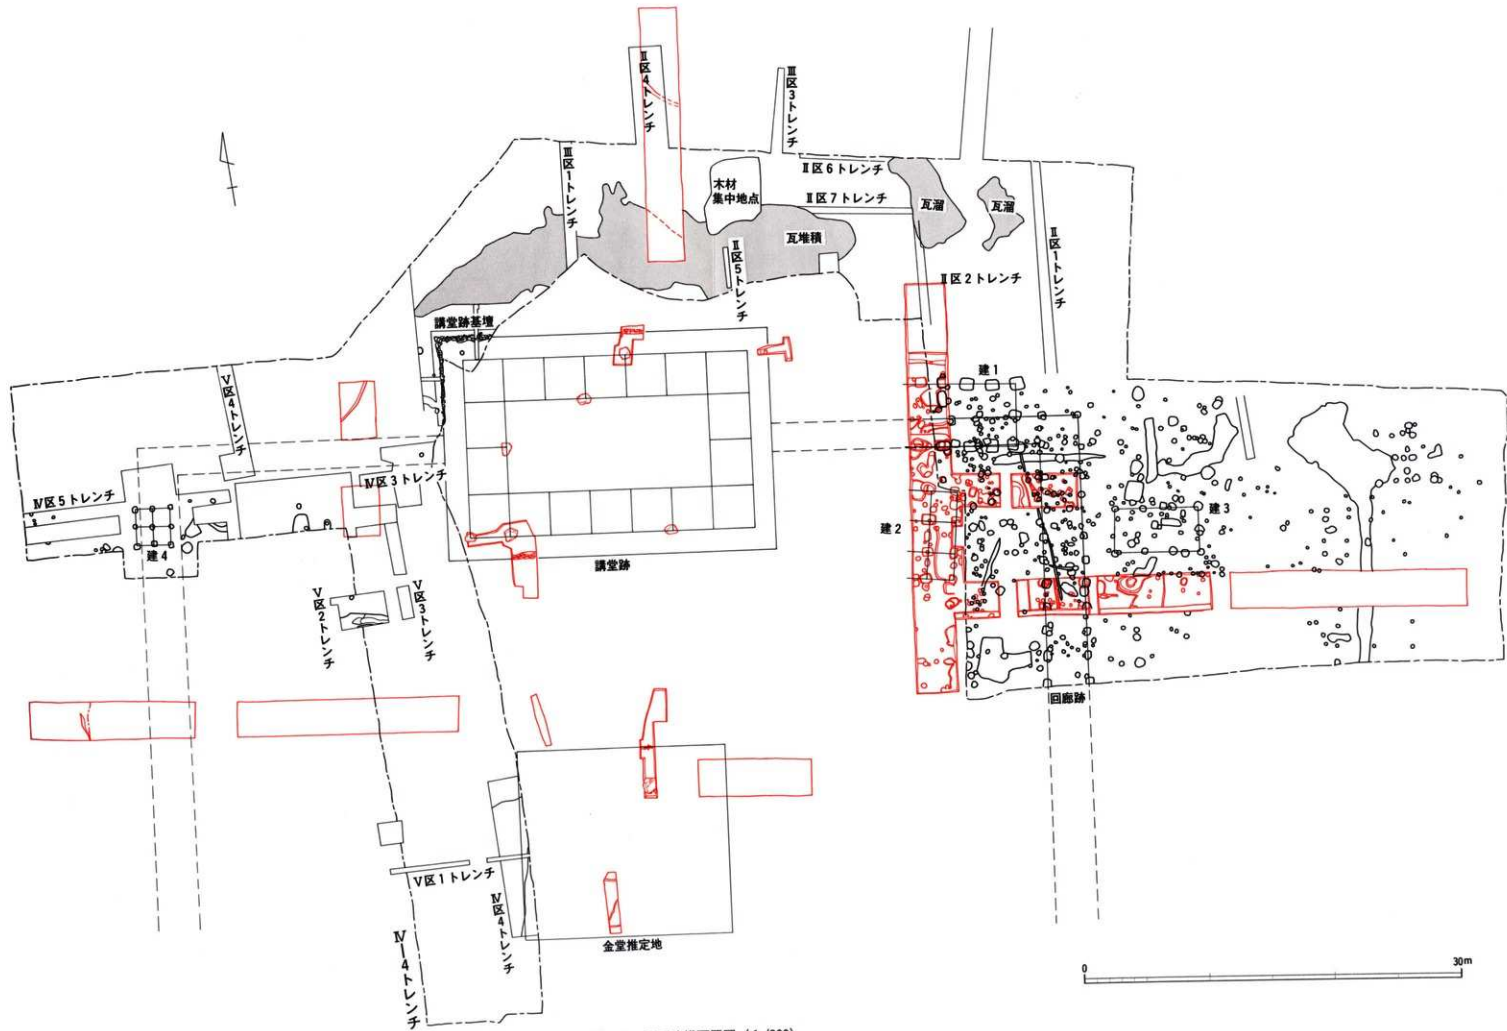 Ⅱ区4トレンチ
Ⅲ区3トレンチ
Ⅲ区1トレンチ
Ⅱ区6トレンチ
木材
集中地点
Ⅱ区7トレンチ
瓦溜
瓦溜
瓦堆積
Ⅱ区5トレンチ
Ⅱ区1トレンチ
Ⅱ区2トレンチ
講堂跡基壇
建1
Ⅴ区4トレンチ
Ⅳ区3トレンチ
Ⅳ区5トレンチ
建4
建2
建3
講堂跡
Ⅴ区2トレンチ
Ⅴ区3トレンチ
回廊跡
Ⅴ区1トレンチ
Ⅳ区4トレンチ
Ⅳ—4トレンチ
金堂推定地
0
30m